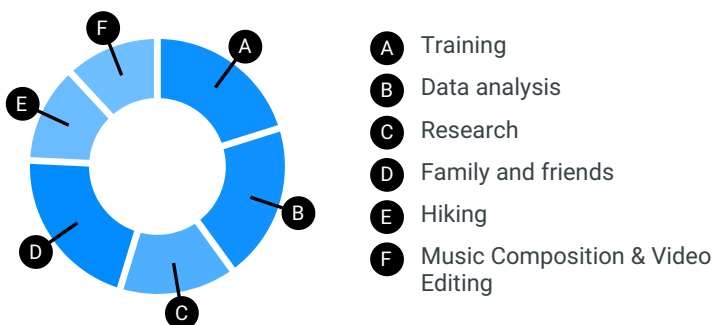 F
A
E
B
D
C
A Training
B Data analysis
C Research
D Family and friends
E Hiking
F Music Composition & Video
Editing